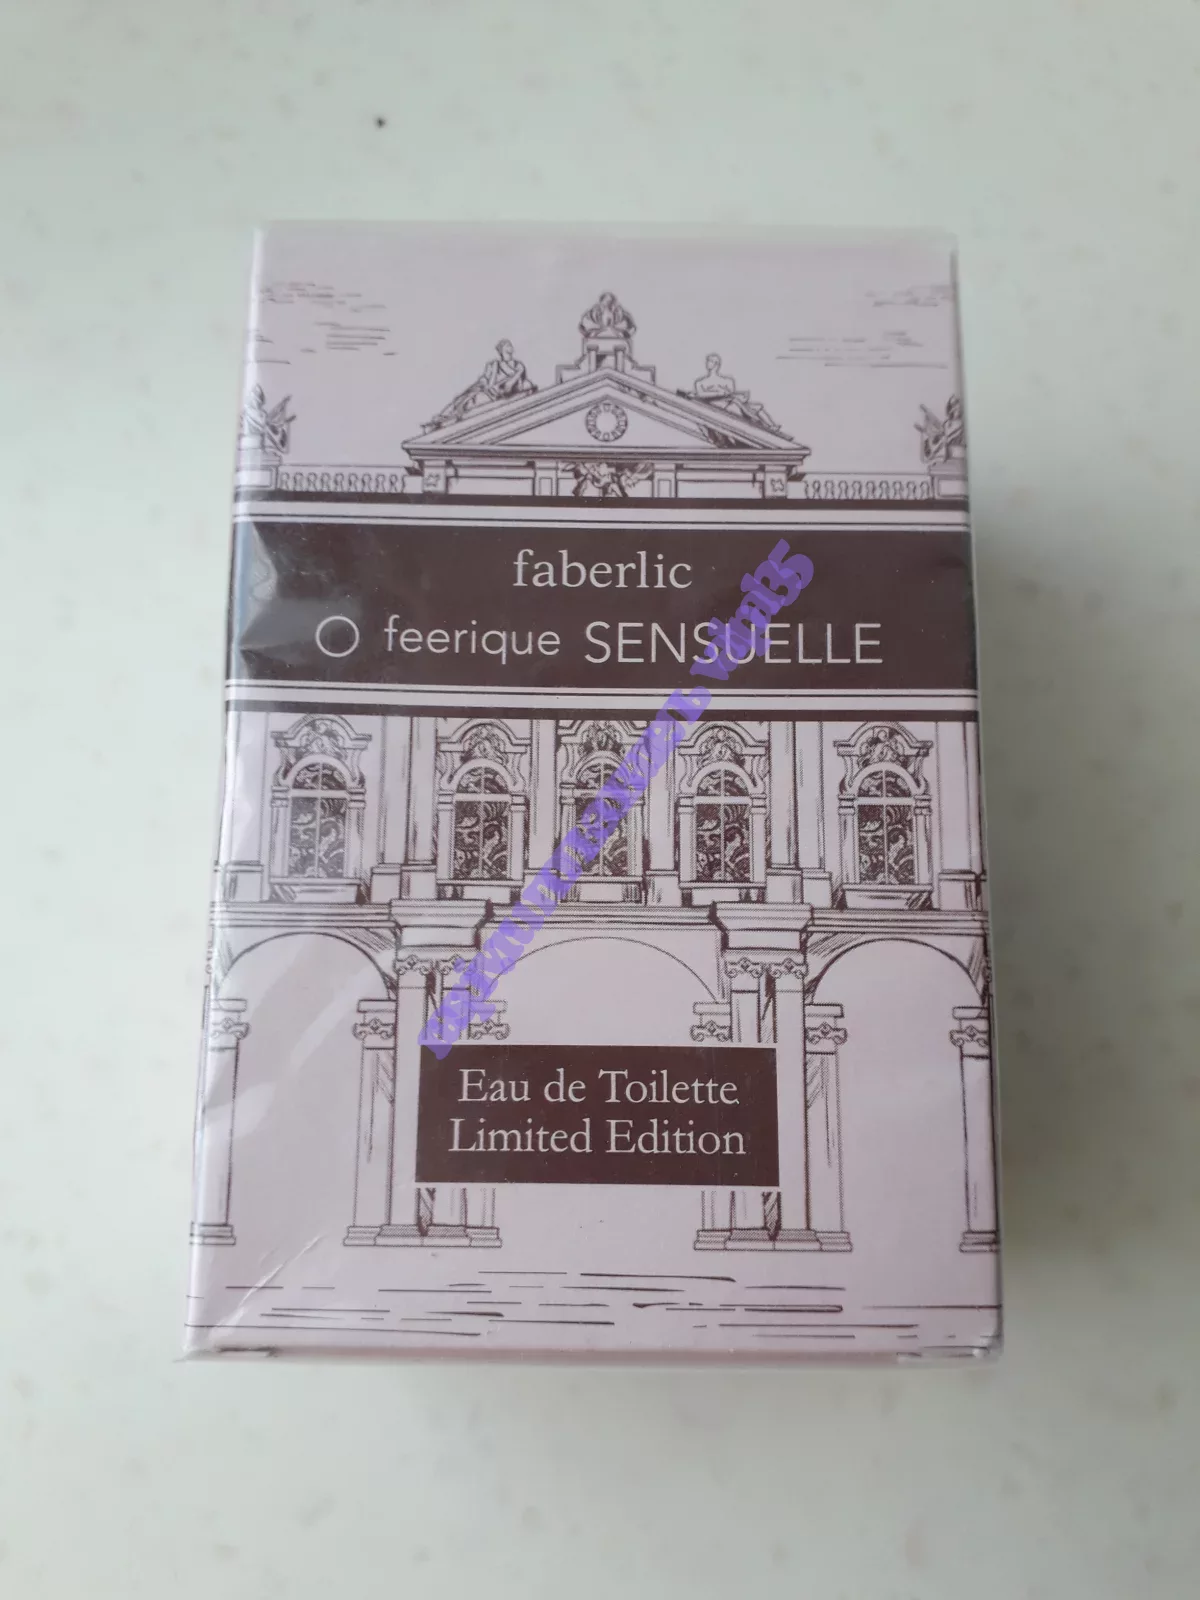 faberlic
O feerique SENSUELLE
Eau de Toilette
Limited Edition